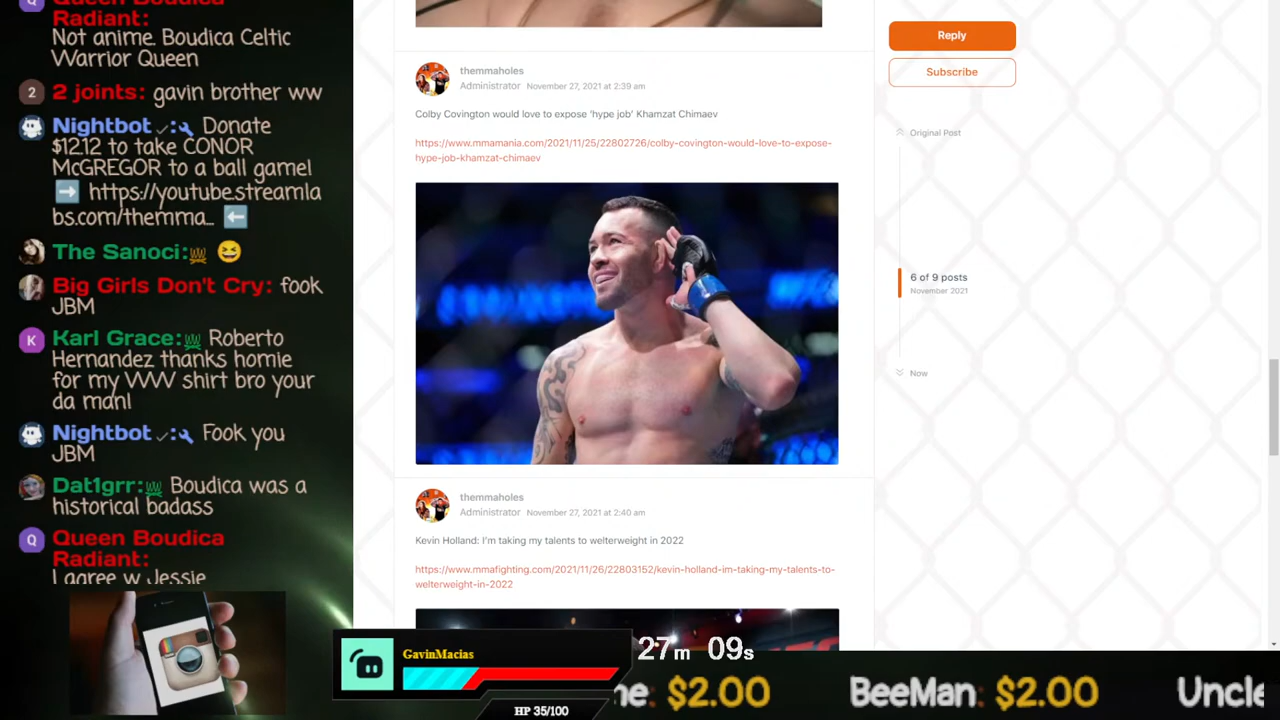 Queen Boudica
Radiant:
Not anime. Boudica Celtic
Warrior Queen
2 2 joints: gavin brother ww
Nightbot: Donate
$12.12 to take CONOR
McGREGOR to a ball game!
➡️ https://youtube.streamla
bs.com/themma... ⬅️
The Sanoci: 😆
Big Girls Don't Cry: fook
JBM
K Karl Grace: Roberto
Hernandez thanks homie
for my WW shirt bro your
da man!
Nightbot: Fook you
JBM
Dat1grr: Boudica was a
historical badass
Q Queen Boudica
Radiant:
I agree w Jessie
themmaholes
Administrator November 27, 2021 at 2:39 am
Colby Covington would love to expose ‘hype job’ Khamzat Chimaev
https://www.mmamania.com/2021/11/25/22802726/colby-covington-would-love-to-expose-
hype-job-khamzat-chimaev
themmaholes
Administrator November 27, 2021 at 2:40 am
Kevin Holland: I'm taking my talents to welterweight in 2022
https://www.mmafighting.com/2021/11/26/22803152/kevin-holland-im-taking-my-talents-to-
welterweight-in-2022
Reply
Subscribe
Original Post
6 of 9 posts
November 2021
Now
GavinMacias
HP 35/100
27m 09s
ne: $2.00 BeeMan: $2.00 Uncle